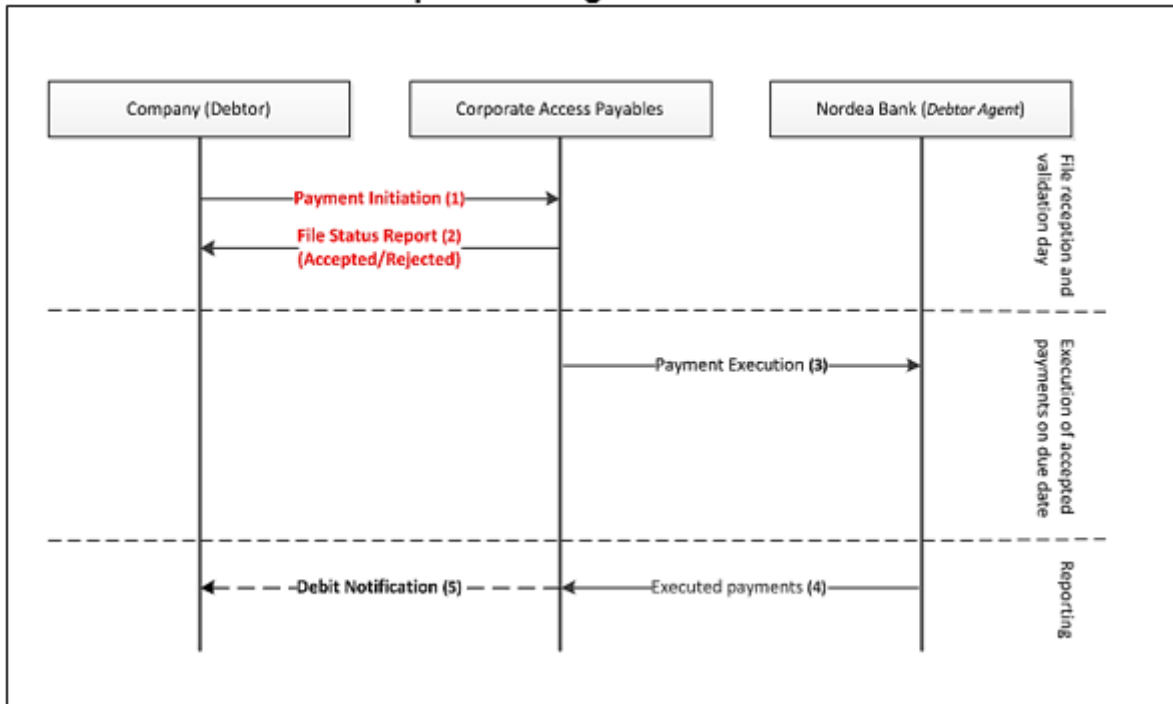 Company (Debtor)
Corporate Access Payables
Nordea Bank (Debtor Agent)
Payment Initiation (1)
File Status Report (2)
(Accepted/Rejected)
File reception and
validation day
Payment Execution (3)
Execution of accepted
payments on due date
Debit Notification (5)
Executed payments (4)
Reporting